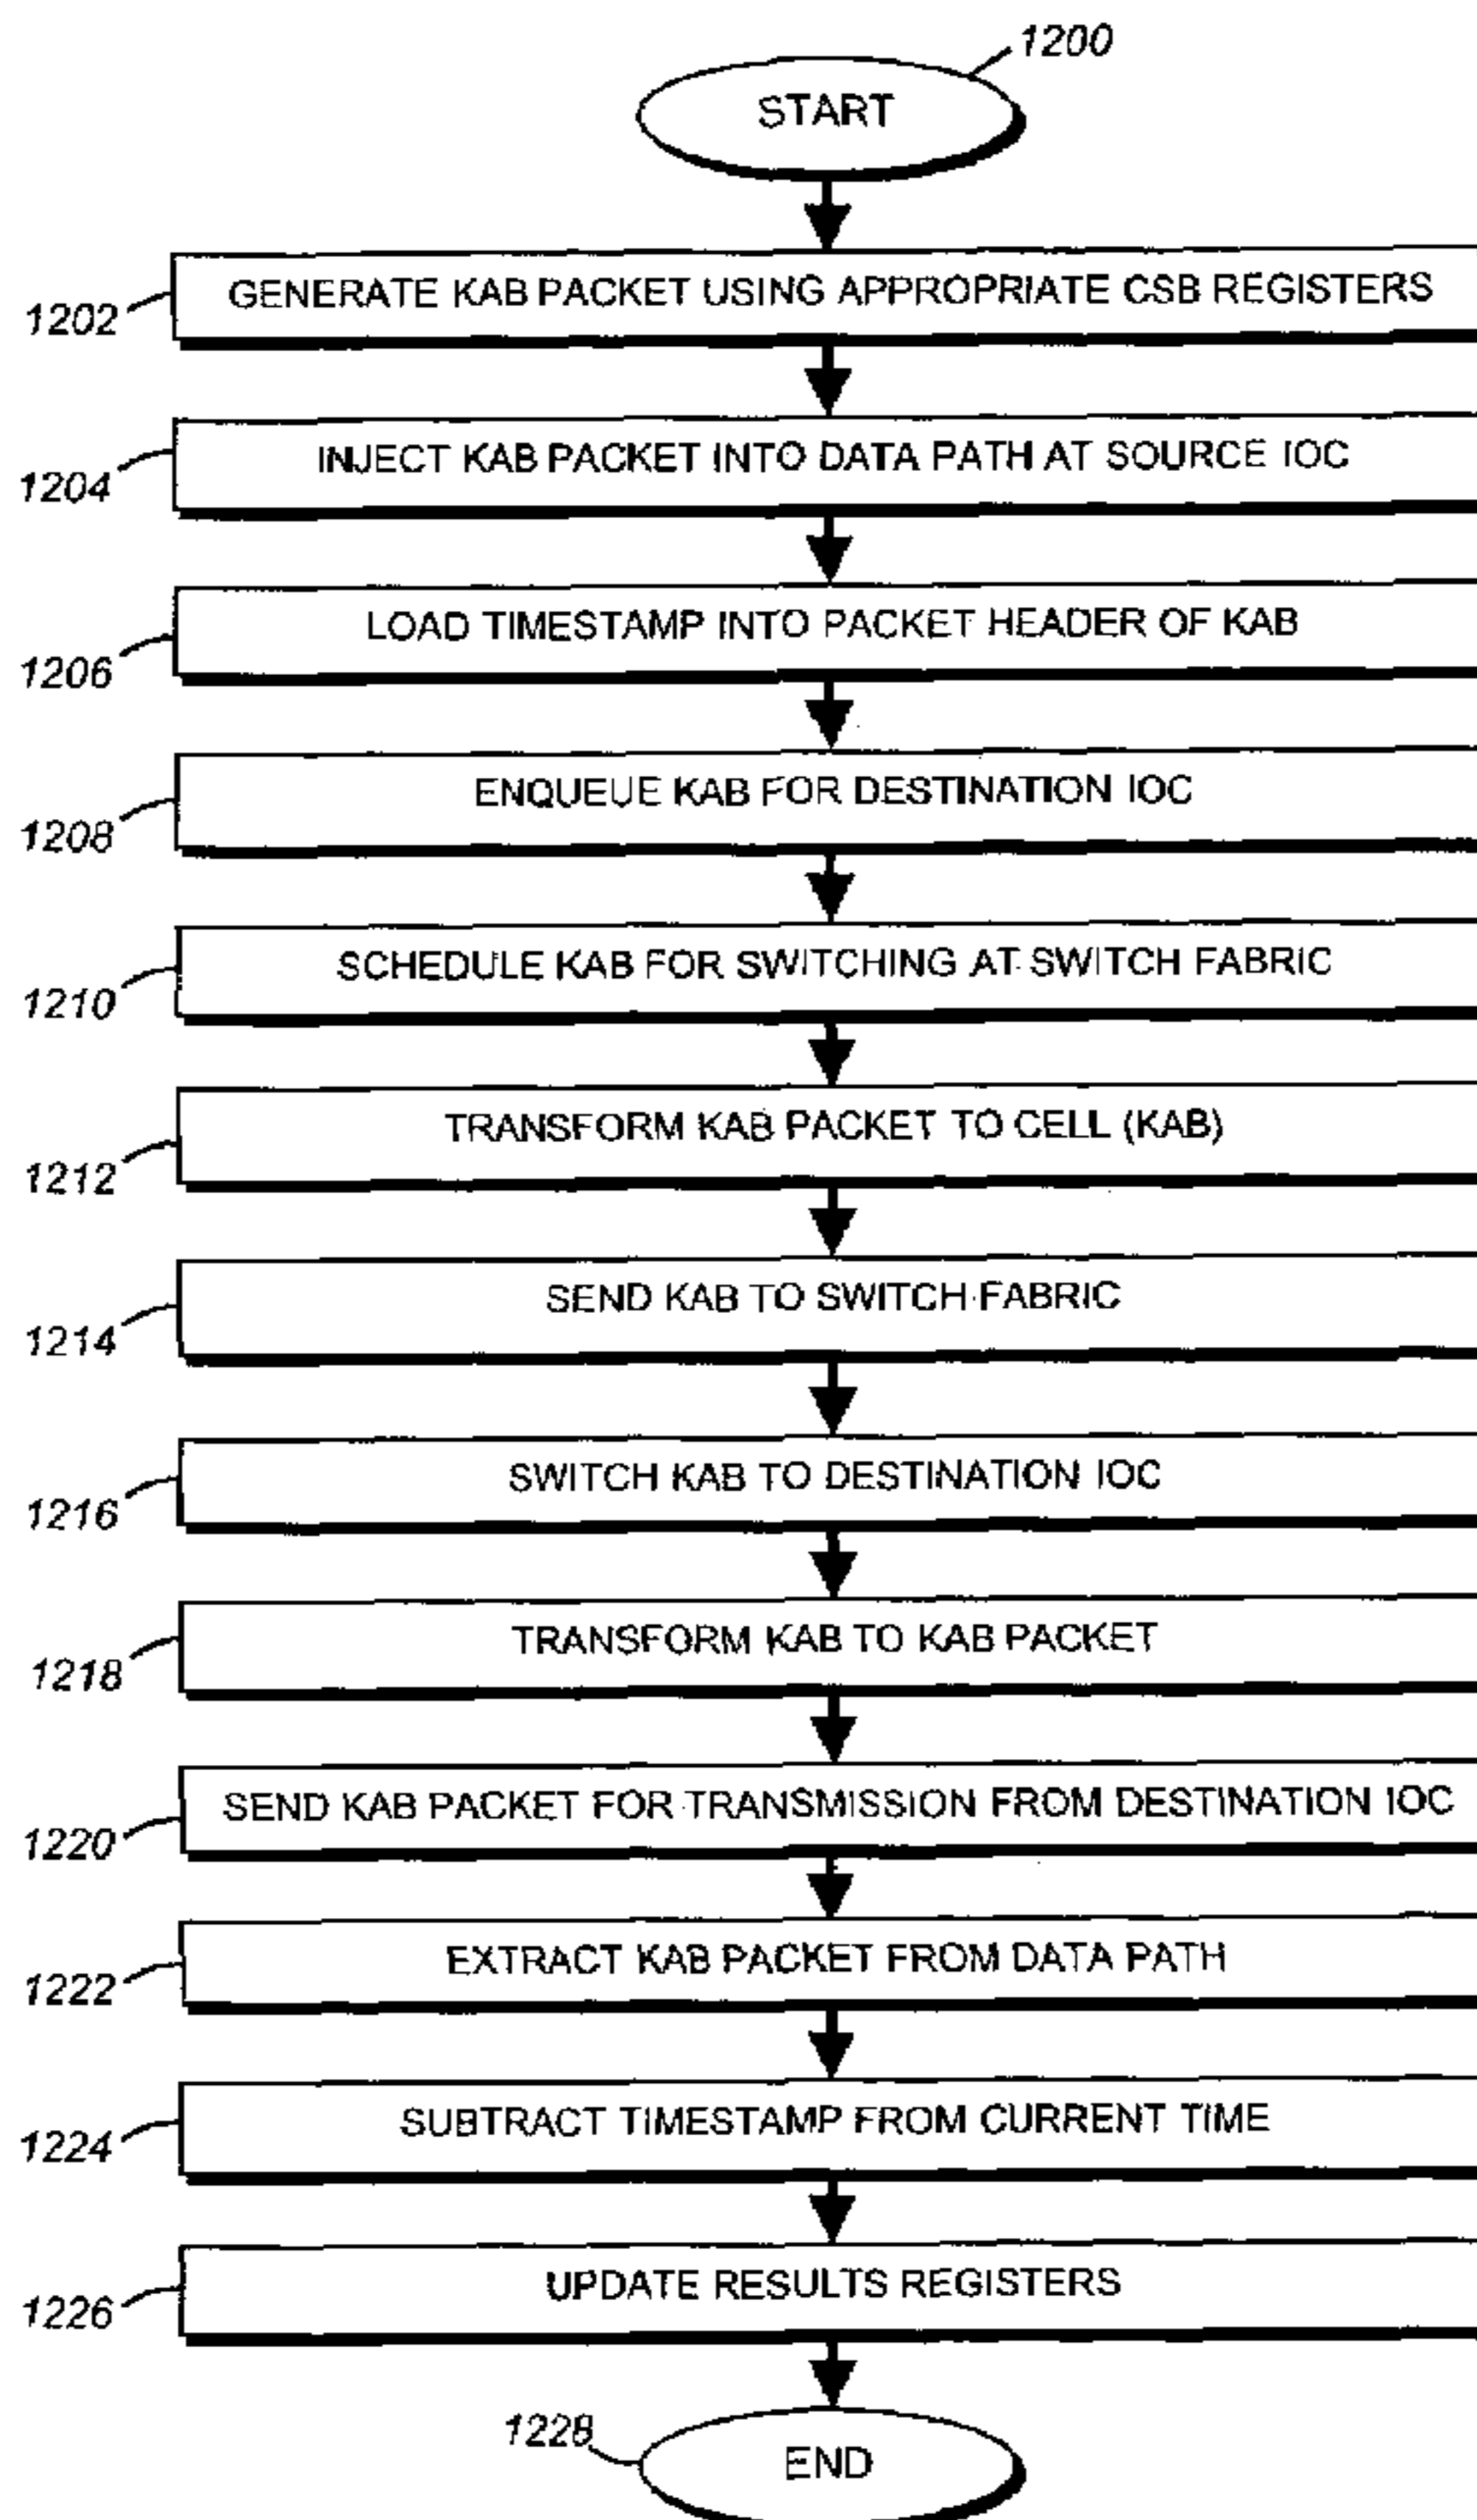 1200
START
1202
GENERATE KAB PACKET USING APPROPRIATE CSB REGISTERS
1204
INJECT KAB PACKET INTO DATA PATH AT SOURCE IOC
1206
LOAD TIMESTAMP INTO PACKET HEADER OF KAB
1208
ENQUEUE KAB FOR DESTINATION IOC
1210
SCHEDULE KAB FOR SWITCHING AT SWITCH FABRIC
1212
TRANSFORM KAB PACKET TO CELL (KAB)
1214
SEND KAB TO SWITCH FABRIC
1216
SWITCH KAB TO DESTINATION IOC
1218
TRANSFORM KAB TO KAB PACKET
1220
SEND KAB PACKET FOR TRANSMISSION FROM DESTINATION IOC
1222
EXTRACT KAB PACKET FROM DATA PATH
1224
SUBTRACT TIMESTAMP FROM CURRENT TIME
1226
UPDATE RESULTS REGISTERS
1228
END